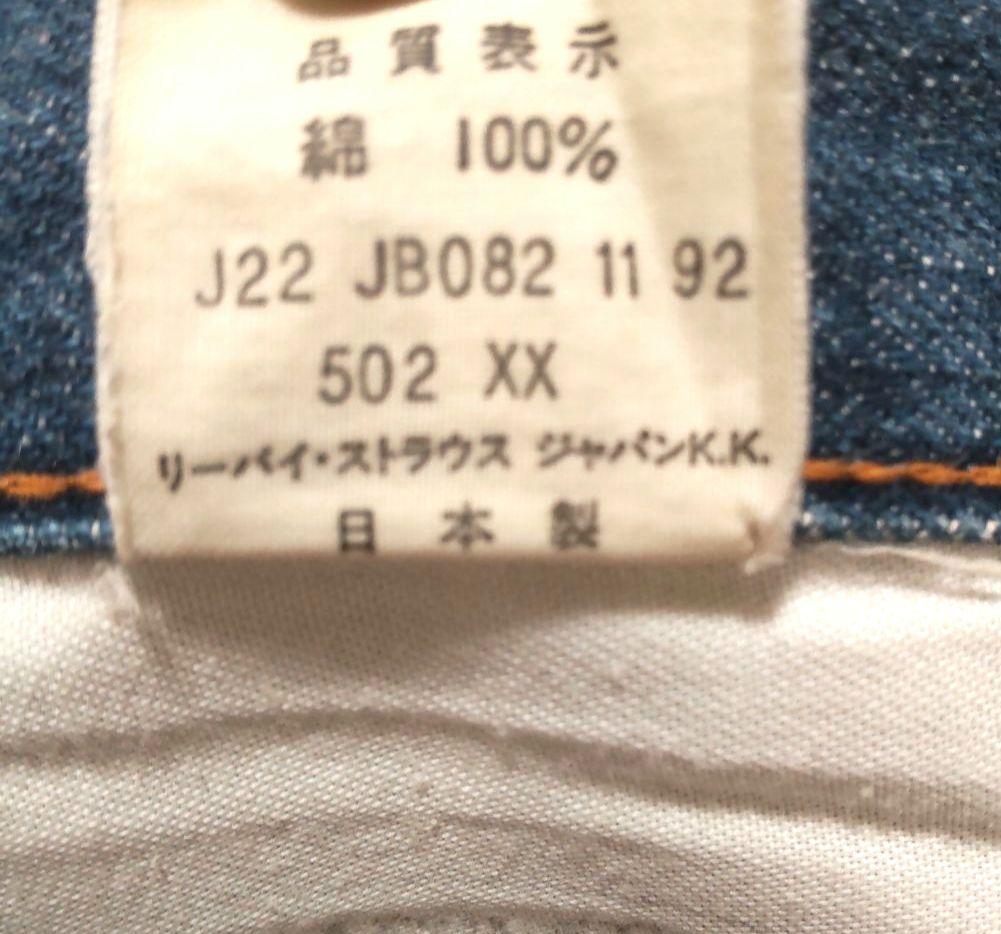 品質表示
綿 100%
J22 JB082 11 92
502 XX
リーバイ・ストラウス ジャパンK.K.
日本製